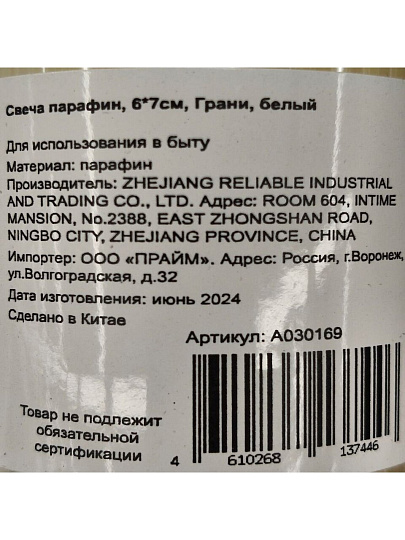 Свеча парафин, 6*7см, Грани, белый
Для использования в быту
Материал: парафин
Производитель: ZHEJIANG RELIABLE INDUSTRIAL
AND TRADING CO., LTD. Адрес: ROOM 604, INTIME
MANSION, No.2388, EAST ZHONGSHAN ROAD,
NINGBO CITY, ZHEJIANG PROVINCE, CHINA
Импортер: ООО «ПРАЙМ». Адрес: Россия, г.Воронеж,
ул.Волгоградская, д.32
Дата изготовления: июнь 2024
Сделано в Китае
Артикул: A030169
Товар не подлежит
обязательной
сертификации
4 610268 137446